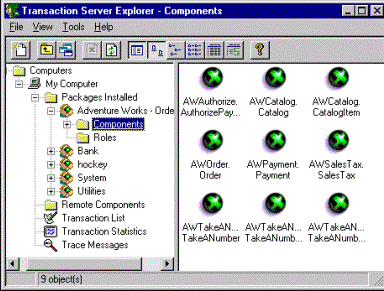 Transaction Server Explorer - Components
File View Tools Help
Computers
My Computer
Packages Installed
Adventure Works - Orde
Components
Roles
Bank
hockey
System
Utilities
Remote Components
Transaction List
Transaction Statistics
Trace Messages
AWAuthorize. AWCatalog. AWCatalog.
AuthorizePay... Catalog CatalogItem
AWOrder. AWPayment. AWSalesTax.
Order Payment SalesTax
AWTakeAN... AWTakeAN... AWTakeAN...
TakeANumber TakeANumb... TakeANumb...
9 object(s)